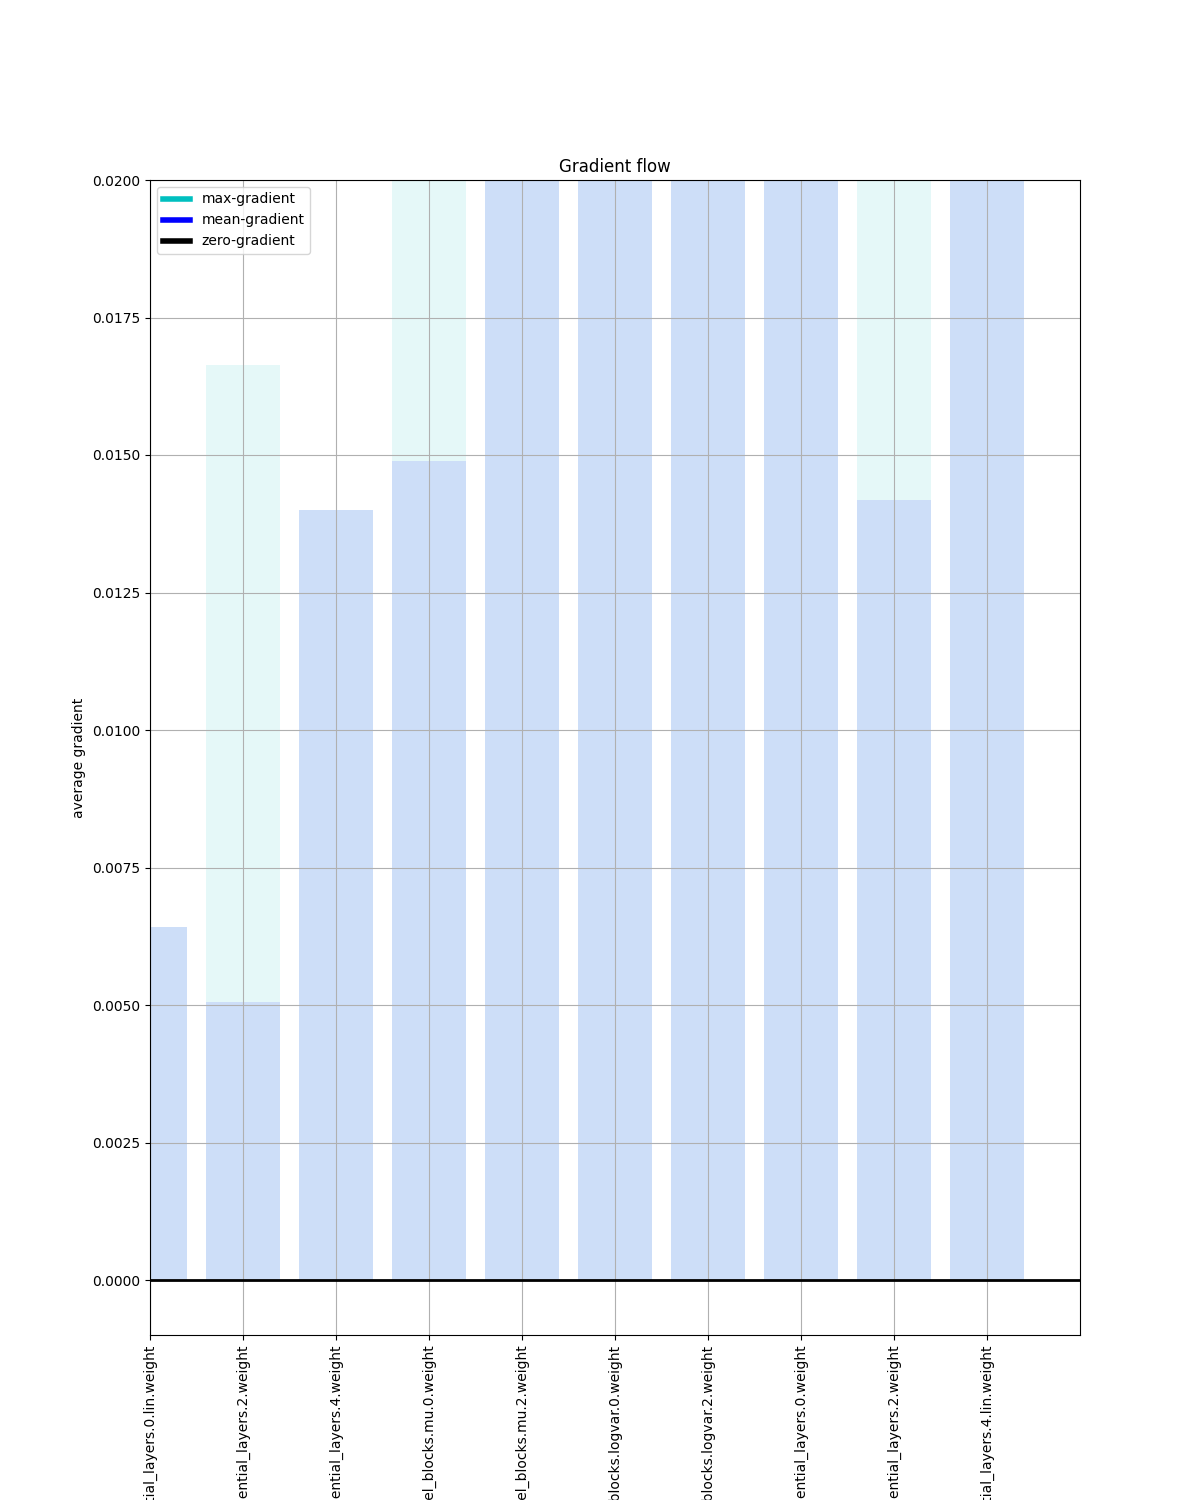 Gradient flow
max-gradient
mean-gradient
zero-gradient
0.0200
0.0175
0.0150
0.0125
0.0100
0.0075
0.0050
0.0025
0.0000
average gradient
tial_layers.0.lin.weight
ential_layers.2.weight
ential_layers.4.weight
el_blocks.mu.0.weight
el_blocks.mu.2.weight
blocks.logvar.0.weight
blocks.logvar.2.weight
ential_layers.0.weight
ential_layers.2.weight
tial_layers.4.lin.weight